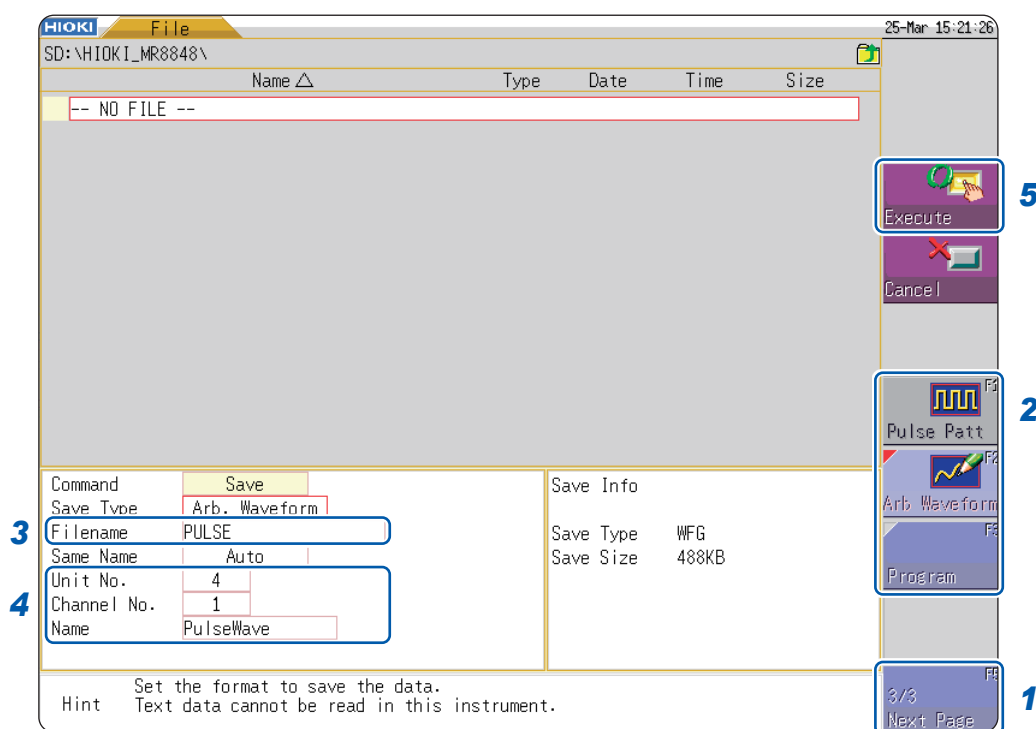 HIOKI File 25-Mar 15:21:26
SD:\HIOKI_MR8848\
Name △ Type Date Time Size
-- NO FILE --
Execute
5
Cancel
F1
Pulse Patt
2
F2
Arb Waveform
F3
Program
Command Save
Save Type Arb. Waveform
3 Filename PULSE
Same Name Auto
4
Unit No. 4
Channel No. 1
Name PulseWave
Save Info
Save Type WFG
Save Size 488KB
Hint
Set the format to save the data.
Text data cannot be read in this instrument.
F5
3/3
Next Page
1